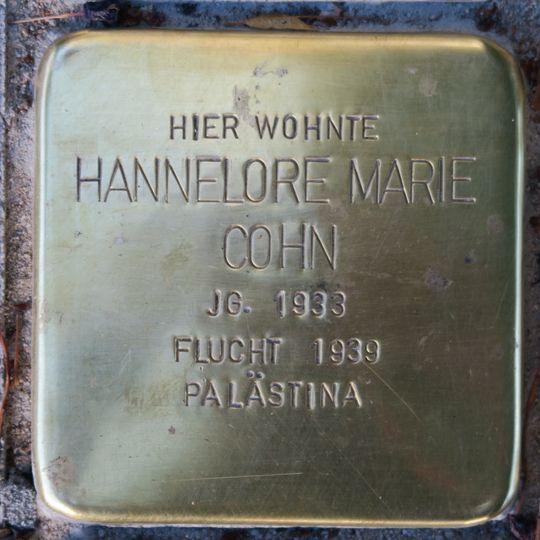 HIER WOHNTE
HANNELORE MARIE
COHN
JG. 1933
FLUCHT 1939
PALÄSTINA